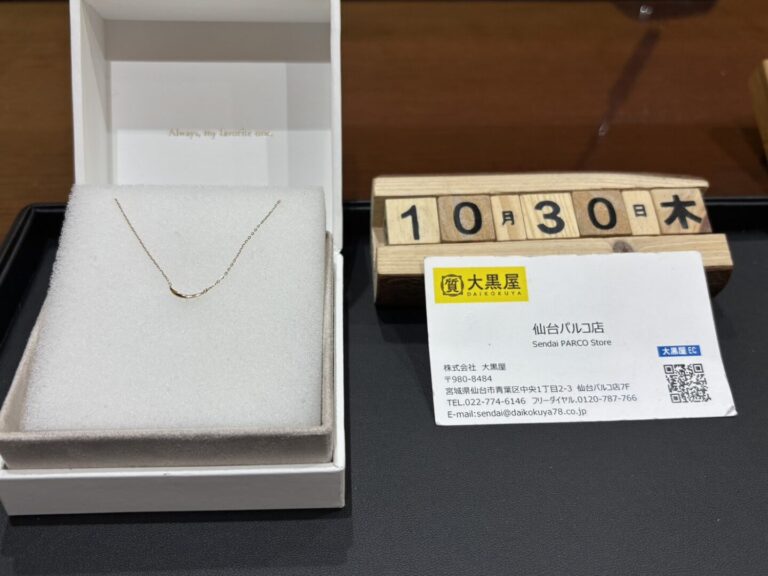 Always, my favorite one.
10月30日木
質 大黒屋
DAIKOKUYA
仙台パルコ店
Sendai PARCO Store
大黒屋 EC
株式会社 大黒屋
〒980-8484
宮城県仙台市青葉区中央1丁目2-3 仙台パルコ店7F
TEL.022-774-6146 フリーダイヤル.0120-787-766
E-mail:sendai@daikokuya78.co.jp